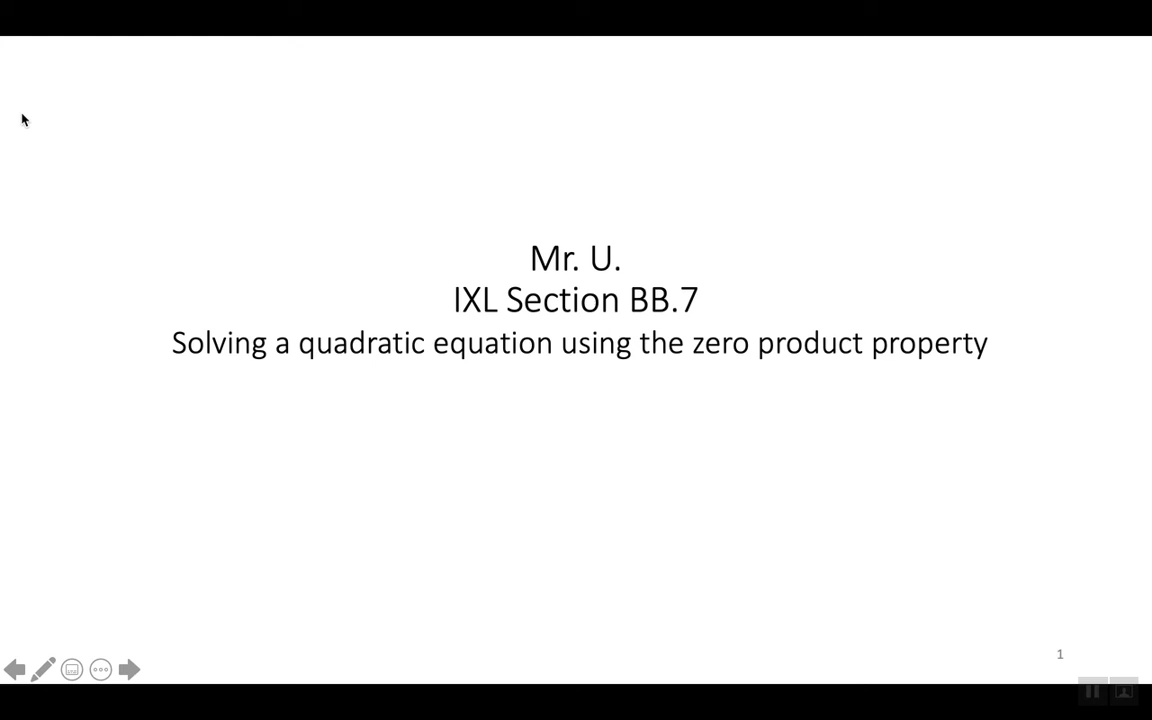 Mr. U.
IXL Section BB.7
Solving a quadratic equation using the zero product property
1